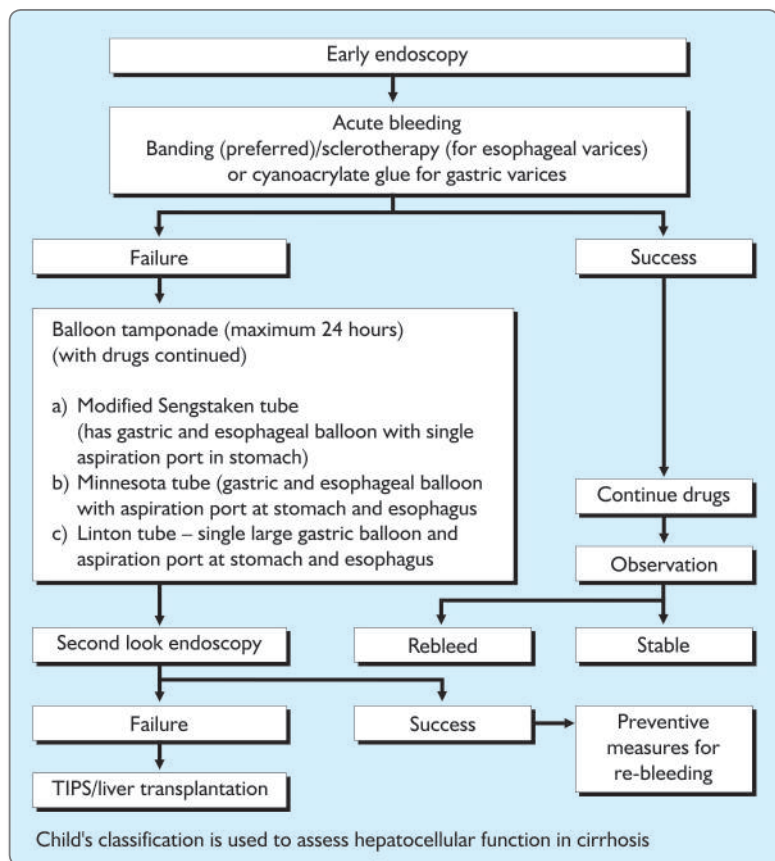 Early endoscopy
Acute bleeding
Banding (preferred)/sclerotherapy (for esophageal varices)
or cyanoacrylate glue for gastric varices
Failure
Success
Balloon tamponade (maximum 24 hours)
(with drugs continued)
a) Modified Sengstaken tube
(has gastric and esophageal balloon with single
aspiration port in stomach)
b) Minnesota tube (gastric and esophageal balloon
with aspiration port at stomach and esophagus
c) Linton tube – single large gastric balloon and
aspiration port at stomach and esophagus
Continue drugs
Observation
Second look endoscopy
Rebleed
Stable
Failure
Success
Preventive
measures for
re-bleeding
TIPS/liver transplantation
Child's classification is used to assess hepatocellular function in cirrhosis